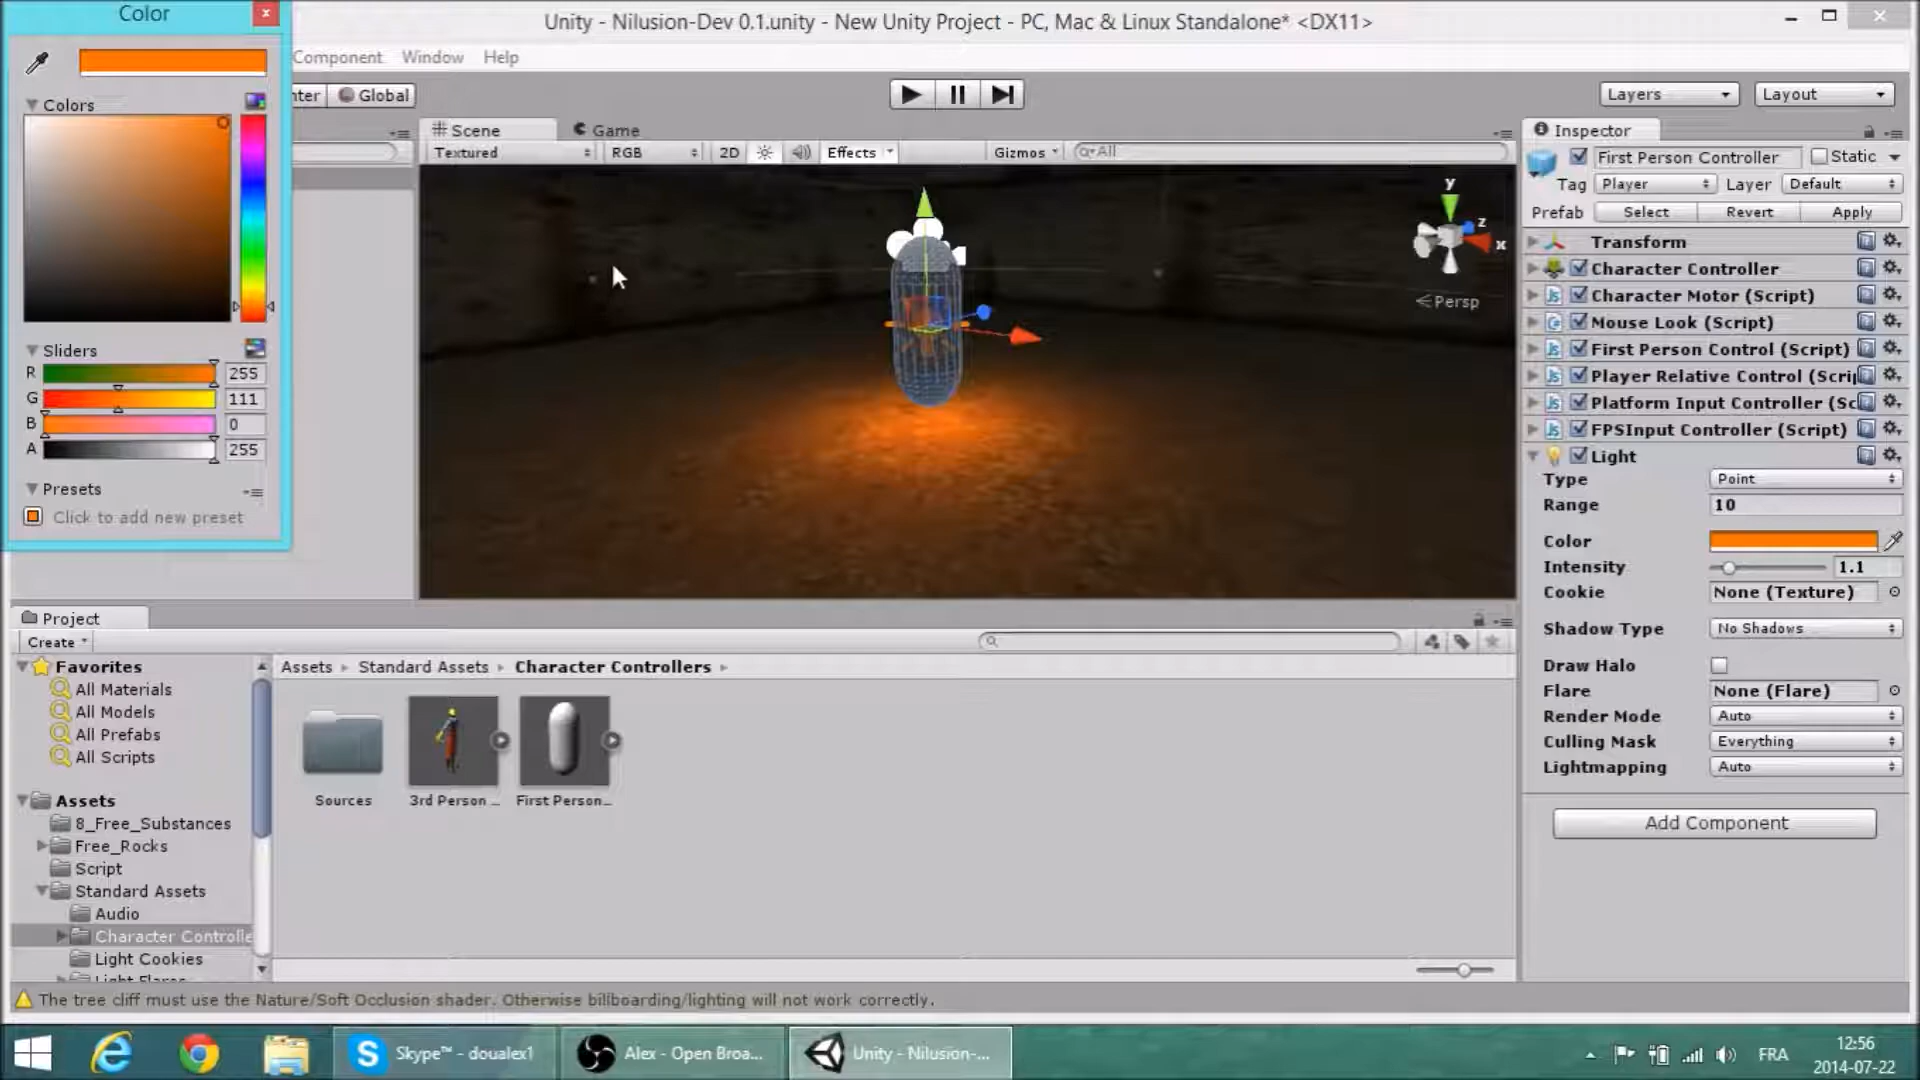 Color
x
Unity - Nilusion-Dev 0.1.unity - New Unity Project - PC, Mac & Linux Standalone* <DX11>
Component Window Help
nter Global
Layers
Layout
Colors
Scene
Game
Textured
RGB
2D
Effects
Gizmos
All
y
z
x
Persp
Sliders
R 255
G 111
B 0
A 255
Presets
Click to add new preset
Inspector
First Person Controller Static
Tag Player Layer Default
Prefab Select Revert Apply
Transform
Character Controller
Character Motor (Script)
Mouse Look (Script)
First Person Control (Script)
Player Relative Control (Scri
Platform Input Controller (Sc
FPSInput Controller (Script)
Light
Type Point
Range 10
Color
Intensity 1.1
Cookie None (Texture)
Shadow Type No Shadows
Draw Halo
Flare None (Flare)
Render Mode Auto
Culling Mask Everything
Lightmapping Auto
Add Component
Project
Create
Favorites
All Materials
All Models
All Prefabs
All Scripts
Assets
8_Free_Substances
Free_Rocks
Script
Standard Assets
Audio
Character Controlle
Light Cookies
Light Flares
Assets Standard Assets Character Controllers
Sources
3rd Person ...
First Person...
The tree cliff must use the Nature/Soft Occlusion shader. Otherwise billboarding/lighting will not work correctly.
Skype™ - doualex1
Alex - Open Broa...
Unity - Nilusion-...
FRA
12:56
2014-07-22